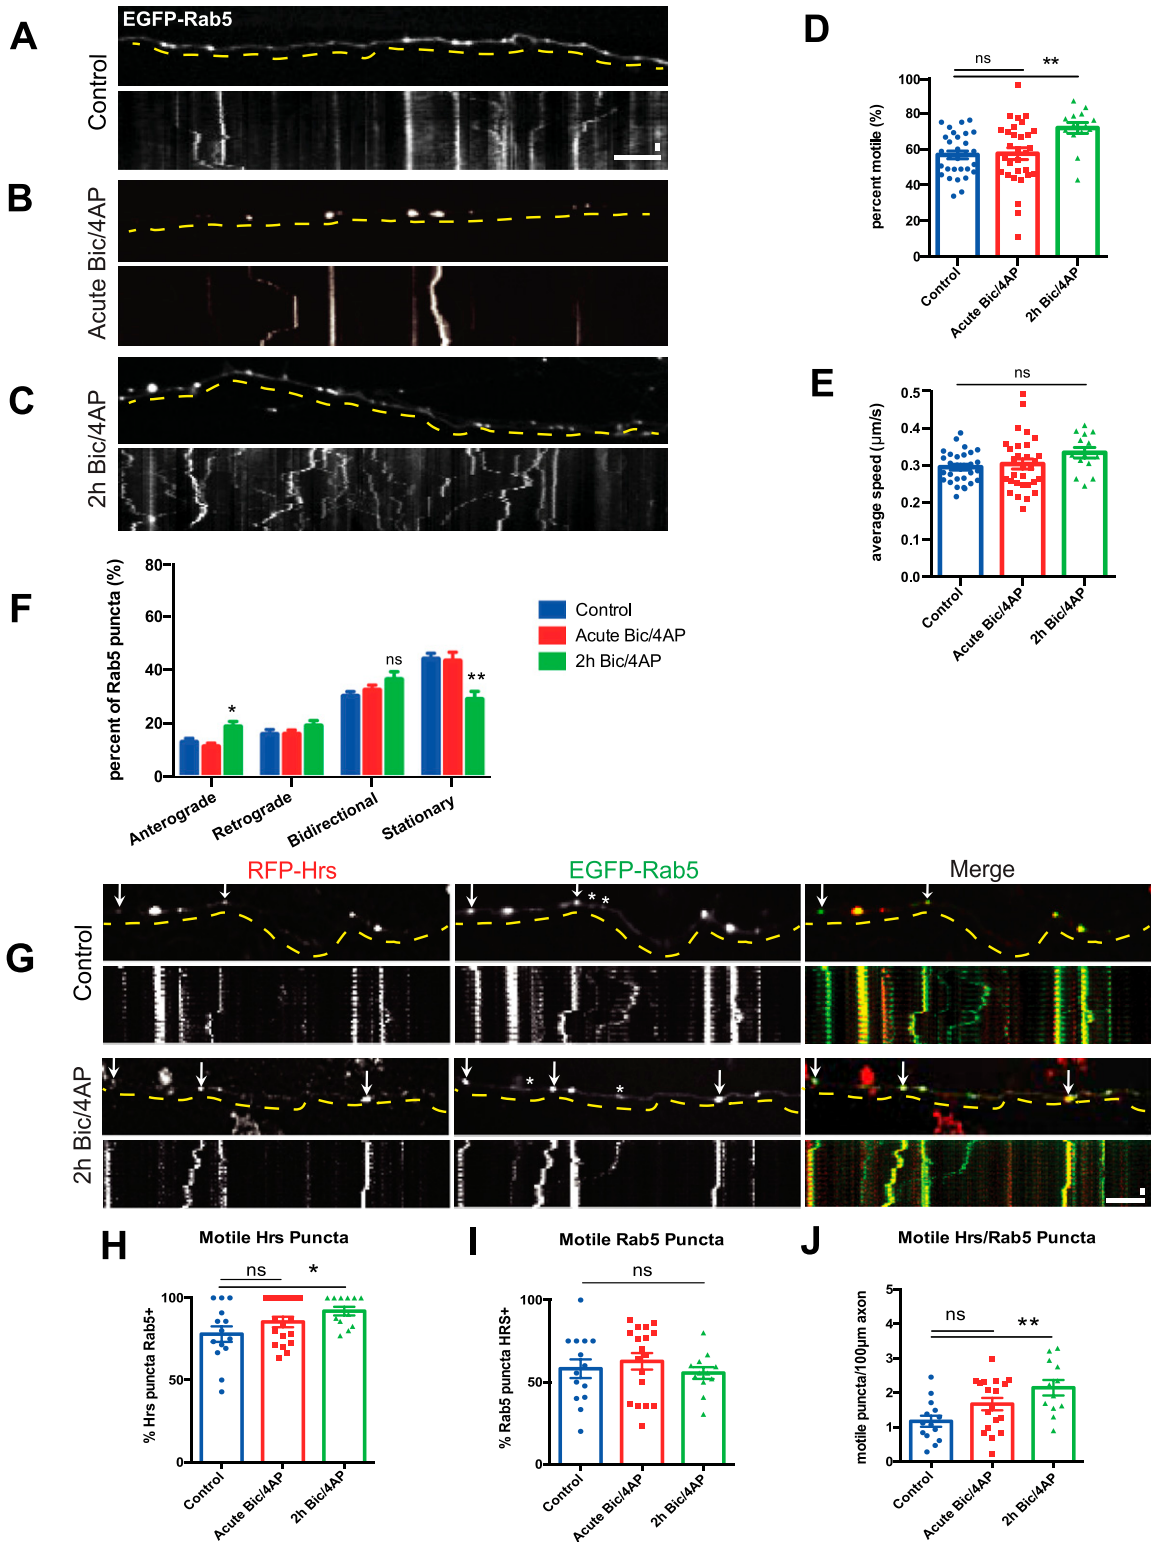 A
EGFP-Rab5
Control
B
Acute Bic/4AP
C
2h Bic/4AP
D
ns
**
percent motile (%)
100
80
60
40
20
0
Control
Acute Bic/4AP
2h Bic/4AP
E
ns
average speed (μm/s)
0.5
0.4
0.3
0.2
0.1
0.0
Control
Acute Bic/4AP
2h Bic/4AP
F
percent of Rab5 puncta (%)
80
60
40
20
0
*
ns
**
Anterograde
Retrograde
Bidirectional
Stationary
Control
Acute Bic/4AP
2h Bic/4AP
G
RFP-Hrs
EGFP-Rab5
Merge
Control
* *
2h Bic/4AP
* *
H
Motile Hrs Puncta
ns
*
% Hrs puncta Rab5+
100
50
0
Control
Acute Bic/4AP
2h Bic/4AP
I
Motile Rab5 Puncta
ns
% Rab5 puncta HRS+
100
50
0
Control
Acute Bic/4AP
2h Bic/4AP
J
Motile Hrs/Rab5 Puncta
ns
**
motile puncta/100μm axon
5
4
3
2
1
0
Control
Acute Bic/4AP
2h Bic/4AP